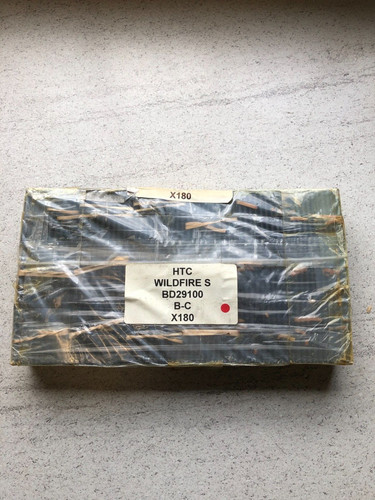 X180
HTC
WILDFIRE S
BD29100
B-C
X180